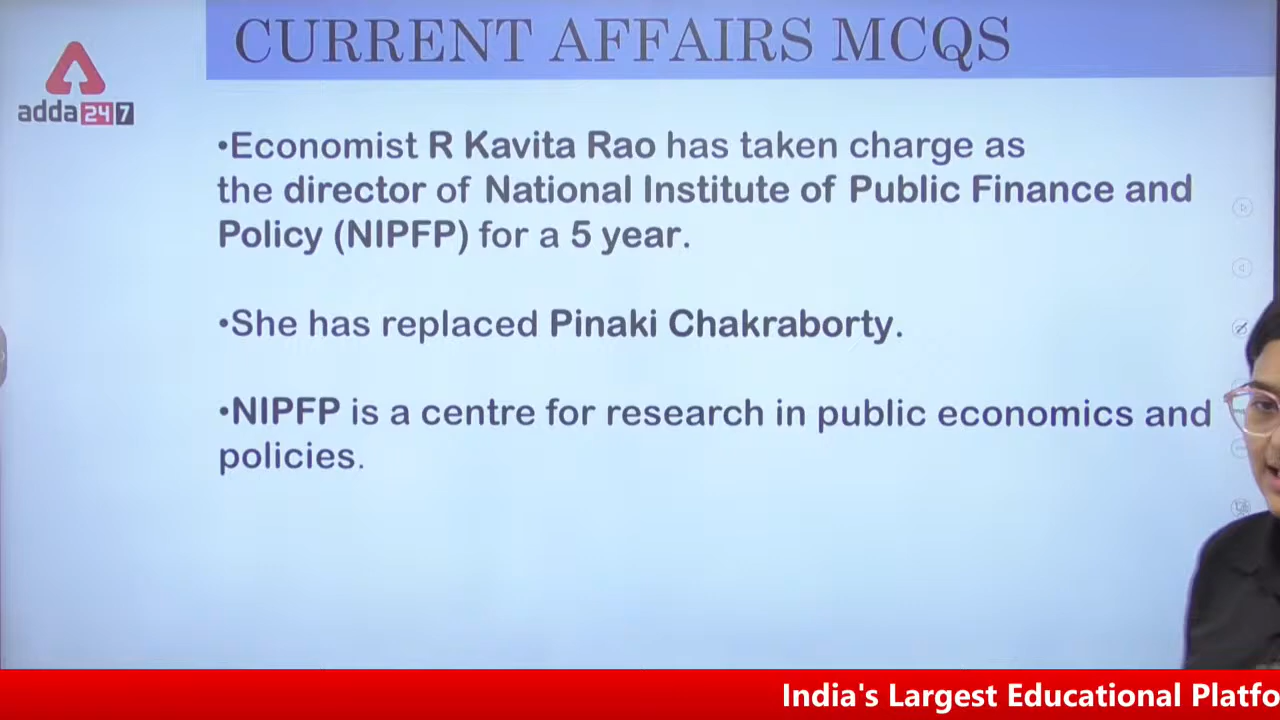 CURRENT AFFAIRS MCQS
adda247
•Economist R Kavita Rao has taken charge as
the director of National Institute of Public Finance and
Policy (NIPFP) for a 5 year.
•She has replaced Pinaki Chakraborty.
•NIPFP is a centre for research in public economics and
policies.
India's Largest Educational Platfo